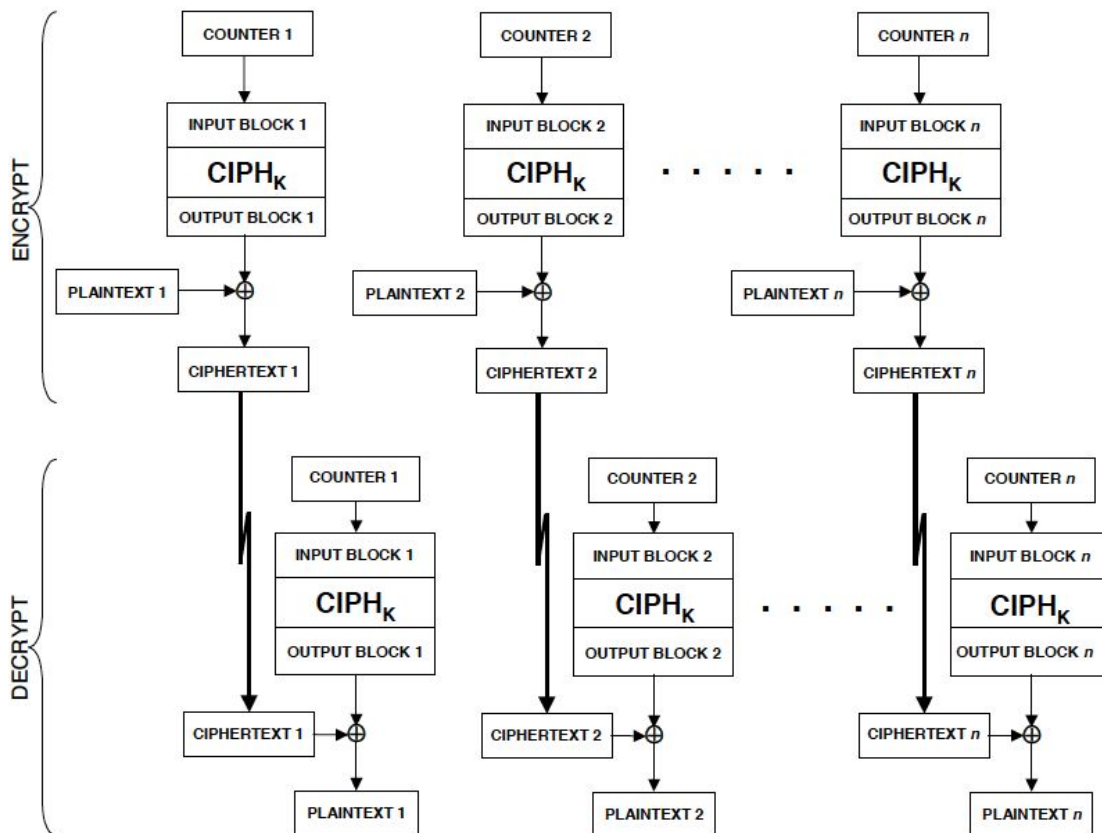 ENCRYPT
COUNTER 1
COUNTER 2
COUNTER n
INPUT BLOCK 1
INPUT BLOCK 2
INPUT BLOCK n
CIPHK
CIPHK
CIPHK
OUTPUT BLOCK 1
OUTPUT BLOCK 2
OUTPUT BLOCK n
PLAINTEXT 1
PLAINTEXT 2
PLAINTEXT n
CIPHERTEXT 1
CIPHERTEXT 2
CIPHERTEXT n
DECRYPT
COUNTER 1
COUNTER 2
COUNTER n
INPUT BLOCK 1
INPUT BLOCK 2
INPUT BLOCK n
CIPHK
CIPHK
CIPHK
OUTPUT BLOCK 1
OUTPUT BLOCK 2
OUTPUT BLOCK n
CIPHERTEXT 1
CIPHERTEXT 2
CIPHERTEXT n
PLAINTEXT 1
PLAINTEXT 2
PLAINTEXT n